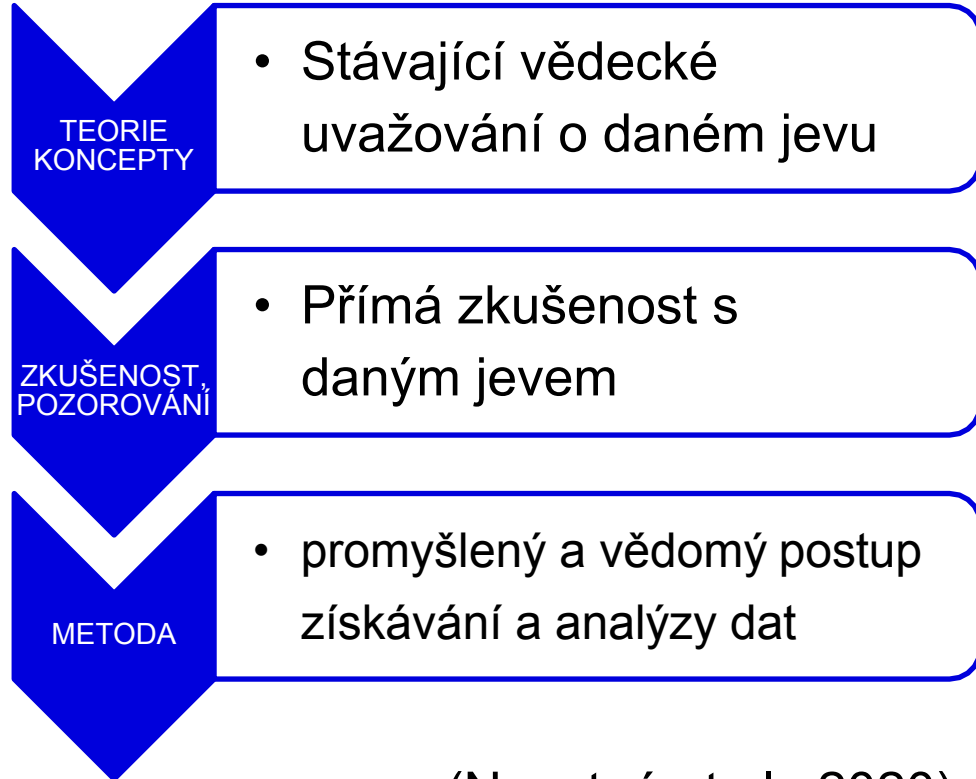 TEORIE
KONCEPTY
• Stávající vědecké
uvažování o daném jevu
ZKUŠENOST,
POZOROVÁNÍ
• Přímá zkušenost s
daným jevem
METODA
• promyšlený a vědomý postup
získávání a analýzy dat